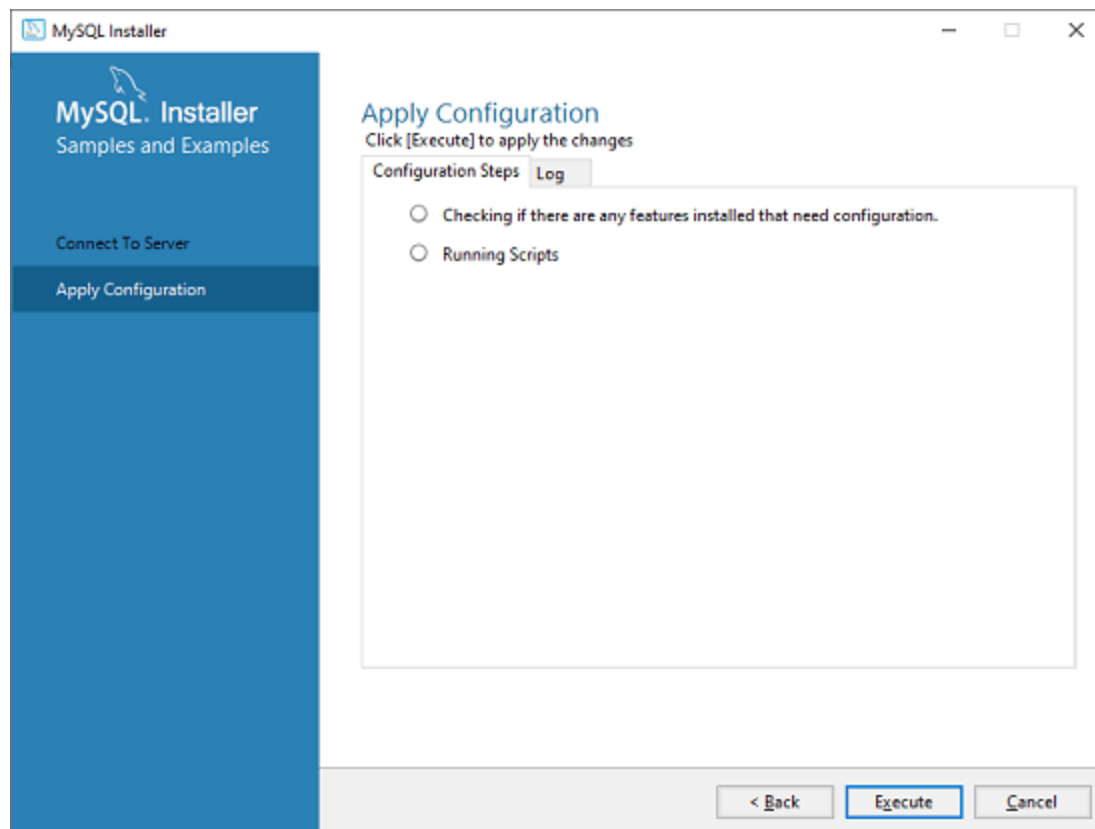 MySQL Installer
MySQL. Installer
Samples and Examples
Connect To Server
Apply Configuration
Apply Configuration
Click [Execute] to apply the changes
Configuration Steps
Log
Checking if there are any features installed that need configuration.
Running Scripts
< Back
Execute
Cancel